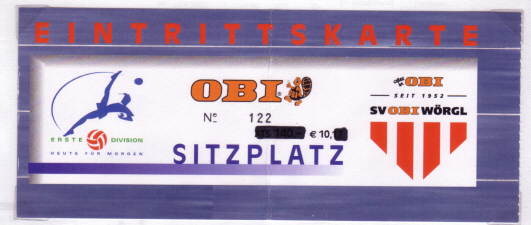 EINTRITTSKARTE
ERSTE DIVISION
HEUTE FÜR MORGEN
OBI
№ 122
€ 10,
SITZPLATZ
OBI
SEIT 1952
SV OBI WÖRGL